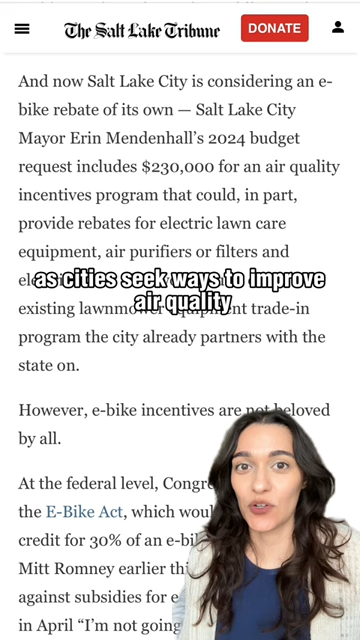 The Salt Lake Tribune
DONATE
And now Salt Lake City is considering an e-
bike rebate of its own — Salt Lake City
Mayor Erin Mendenhall's 2024 budget
request includes $230,000 for an air quality
incentives program that could, in part,
provide rebates for electric lawn care
equipment, air purifiers or filters and
as cities seek ways to improve
air quality
existing lawnmower equipment trade-in
program the city already partners with the
state on.
However, e-bike incentives are not beloved
by all.
At the federal level, Congre
the E-Bike Act, which woul
credit for 30% of an e-bi
Mitt Romney earlier thi
against subsidies for e
in April "I'm not going